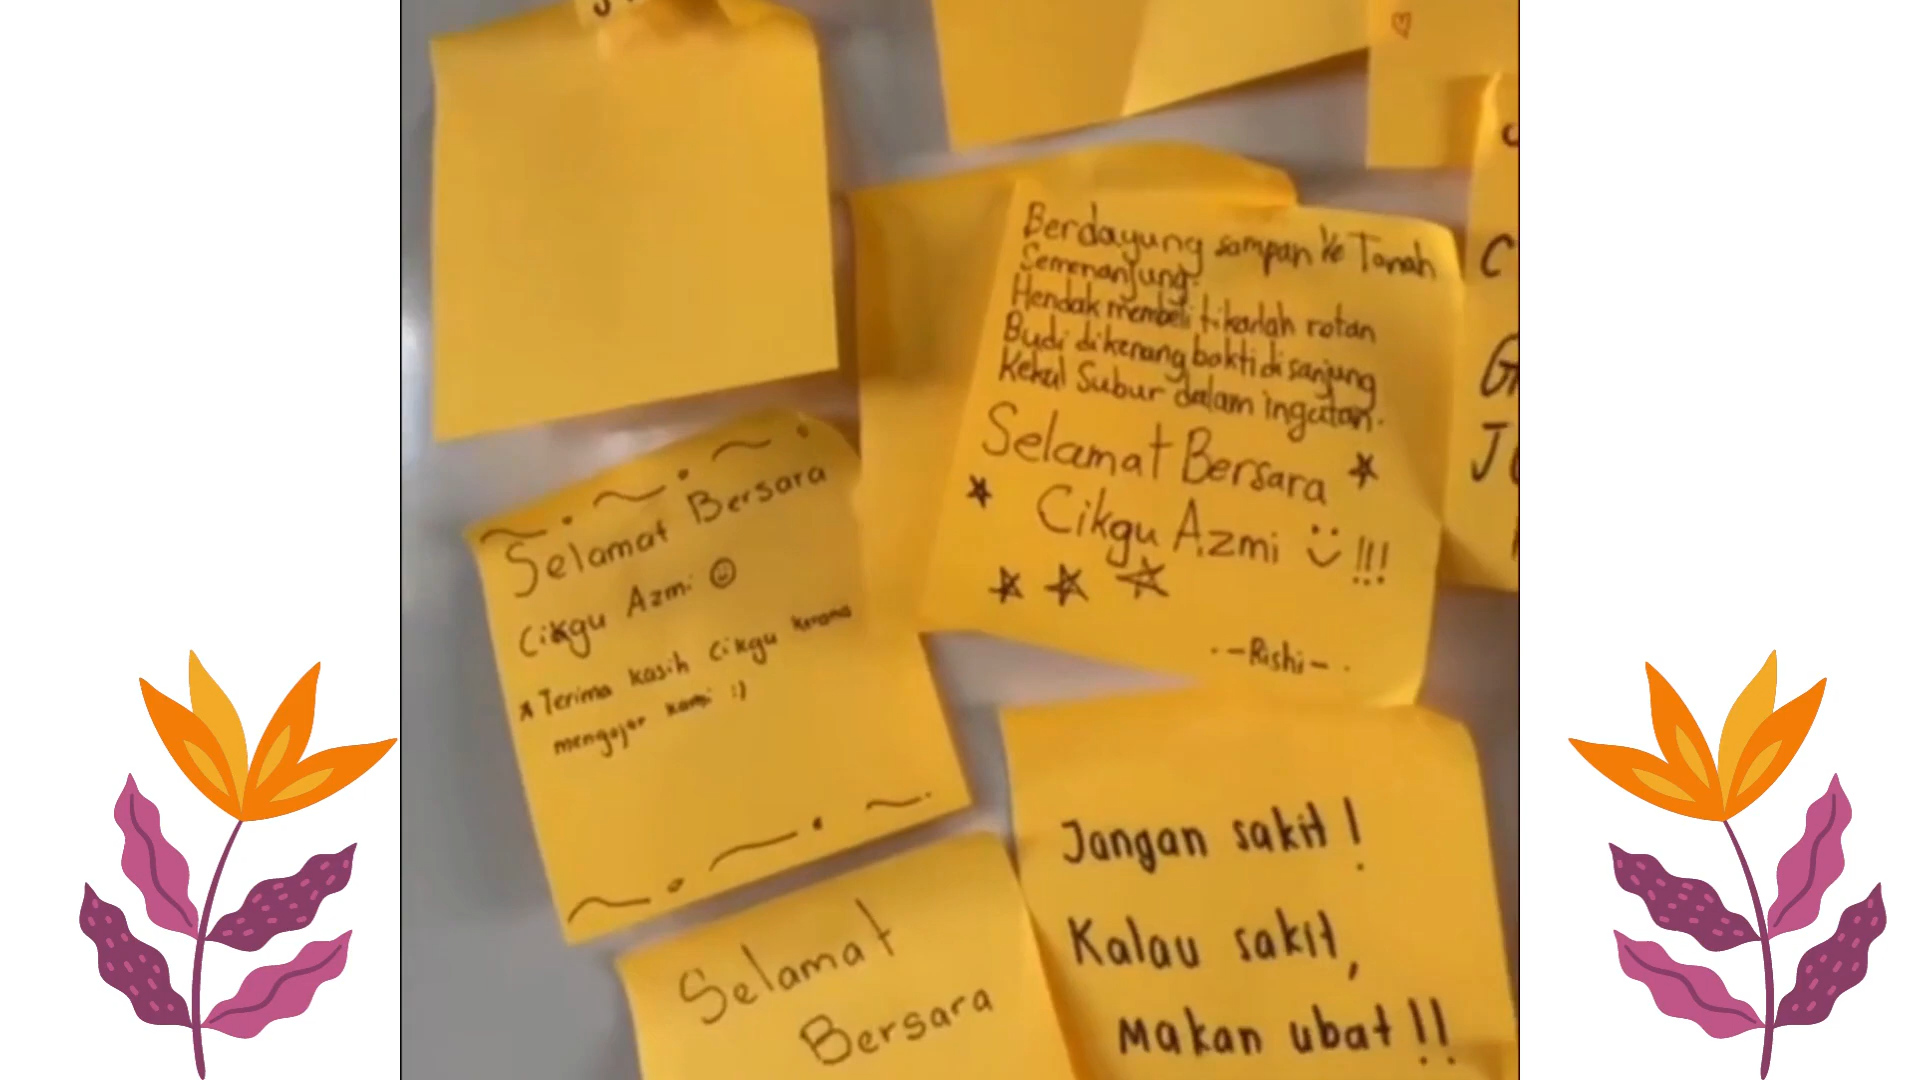 Berdayung sampan ke Tanah
Semenanjung.
Hendak membeli tikarlah rotan
Budi dikenang bakti disanjung
Kekal Subur dalam ingatan.
Selamat Bersara
Cikgu Azmi !!!
--Rishi-
Selamat Bersara
Cikgu Azmi
Terima kasih Cikgu kerana
mengajar kami :)
Jangan sakit!
Kalau sakit,
Makan ubat!!
Selamat
Bersara